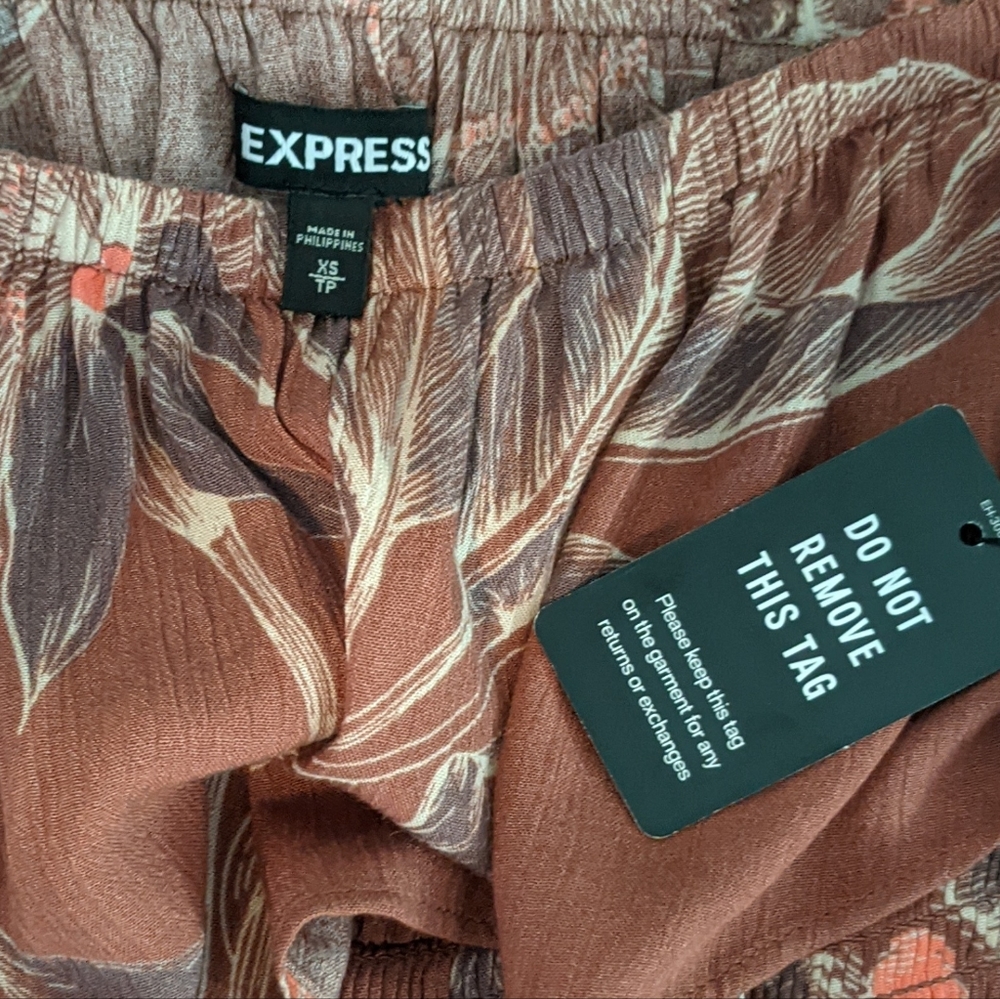 EXPRESS
MADE IN
PHILIPPINES
XS
TP
DO NOT
REMOVE
THIS TAG
Please keep this tag
on the garment for any
returns or exchanges